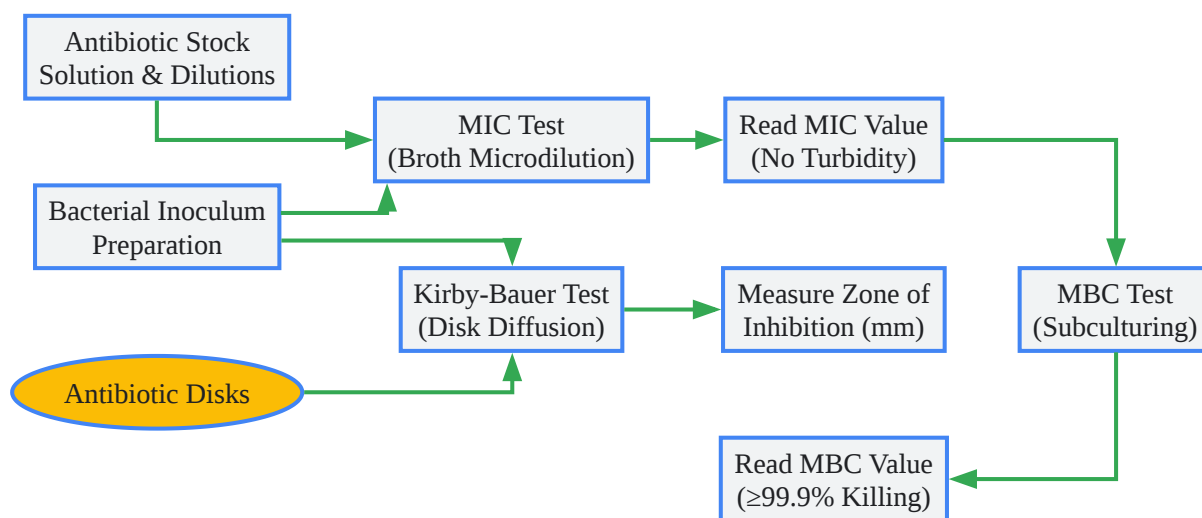 Antibiotic Stock
Solution & Dilutions
MIC Test
(Broth Microdilution)
Read MIC Value
(No Turbidity)
Bacterial Inoculum
Preparation
Kirby-Bauer Test
(Disk Diffusion)
Measure Zone of
Inhibition (mm)
MBC Test
(Subculturing)
Antibiotic Disks
Read MBC Value
(≥99.9% Killing)